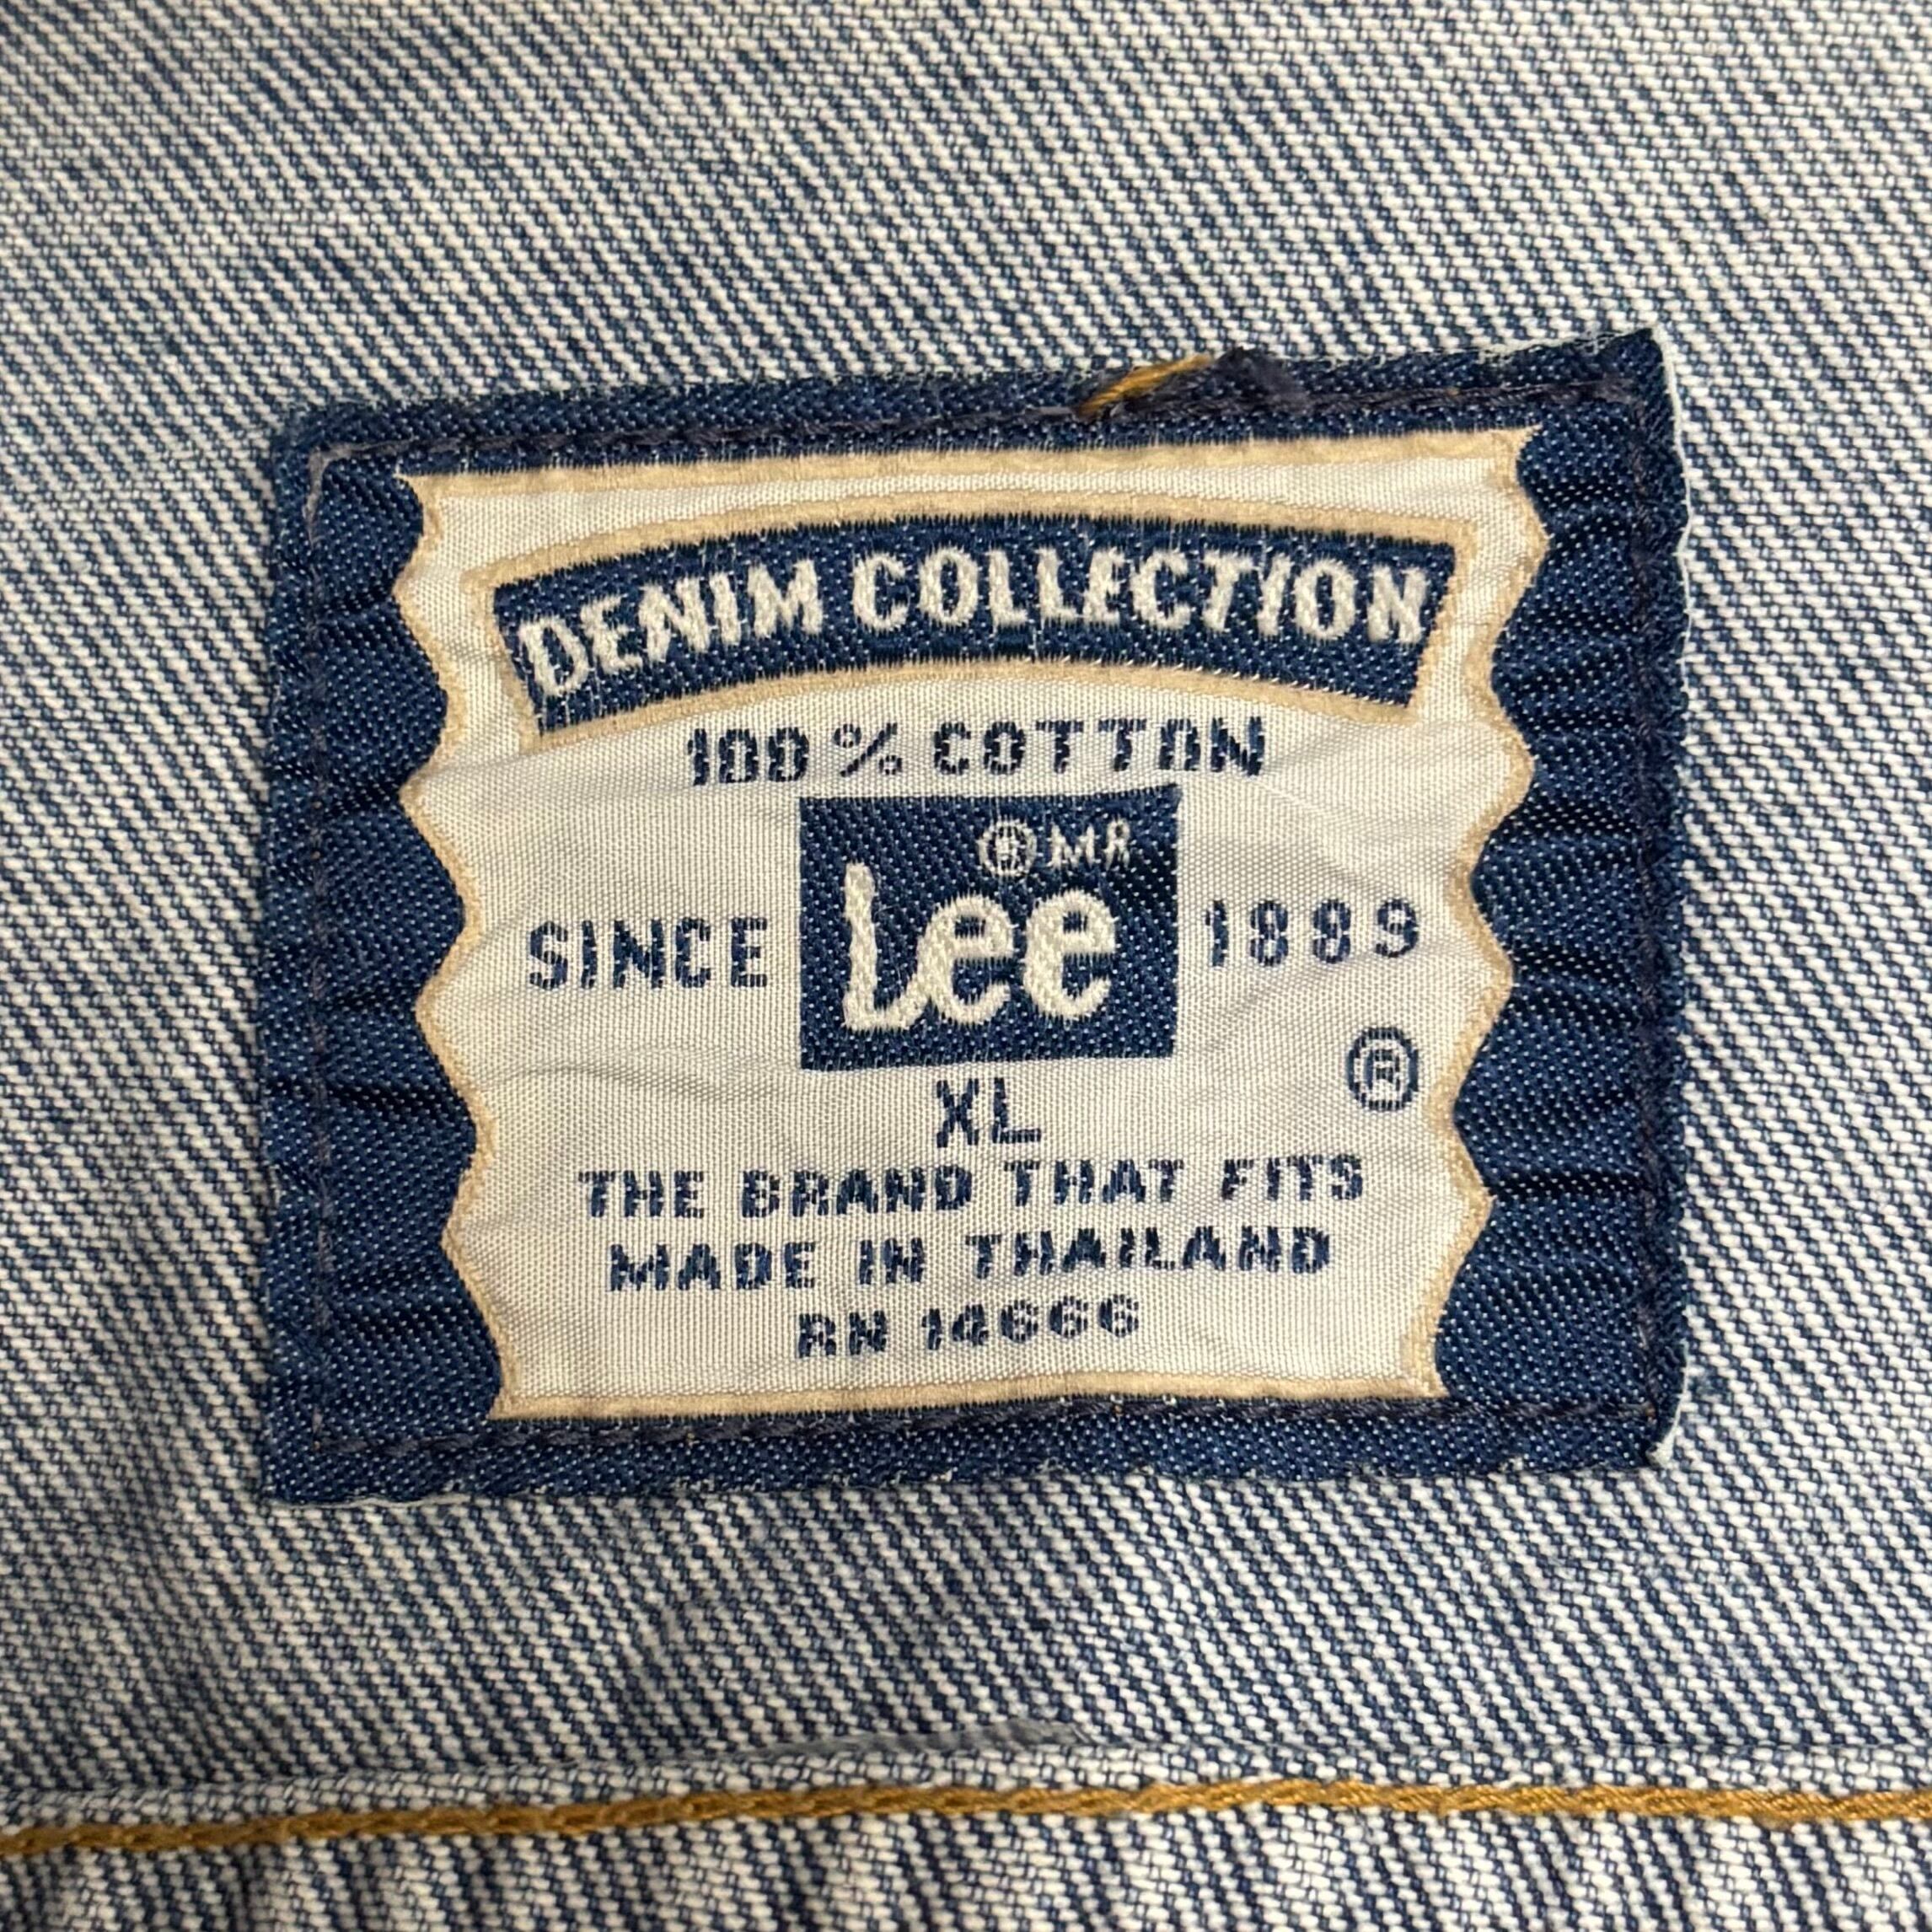 DENIM COLLECTION
100% COTTON
® MR
SINCE Lee 1889
®
XL
THE BRAND THAT FITS
MADE IN THAILAND
RN 14666